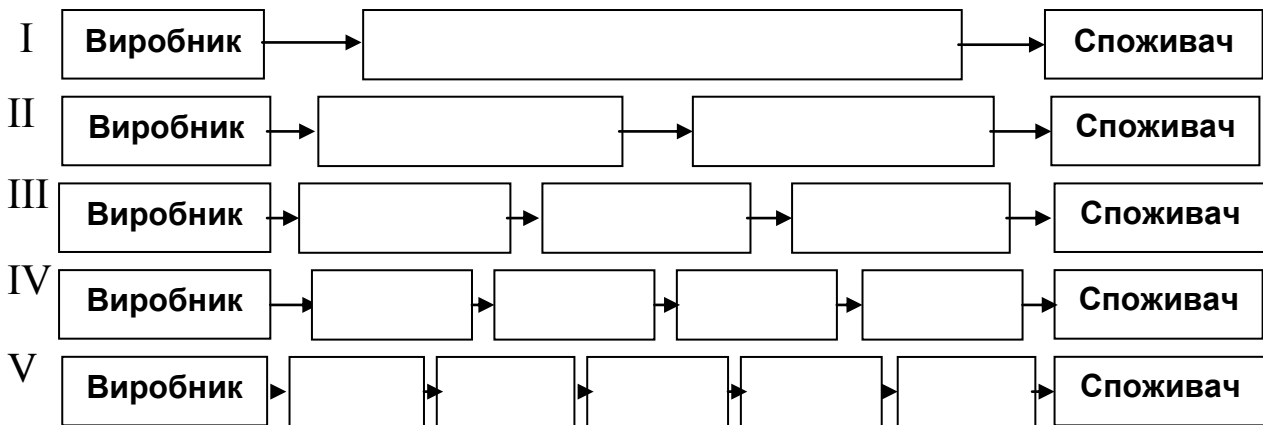 I Виробник Споживач
II Виробник Споживач
III Виробник Споживач
IV Виробник Споживач
V Виробник Споживач